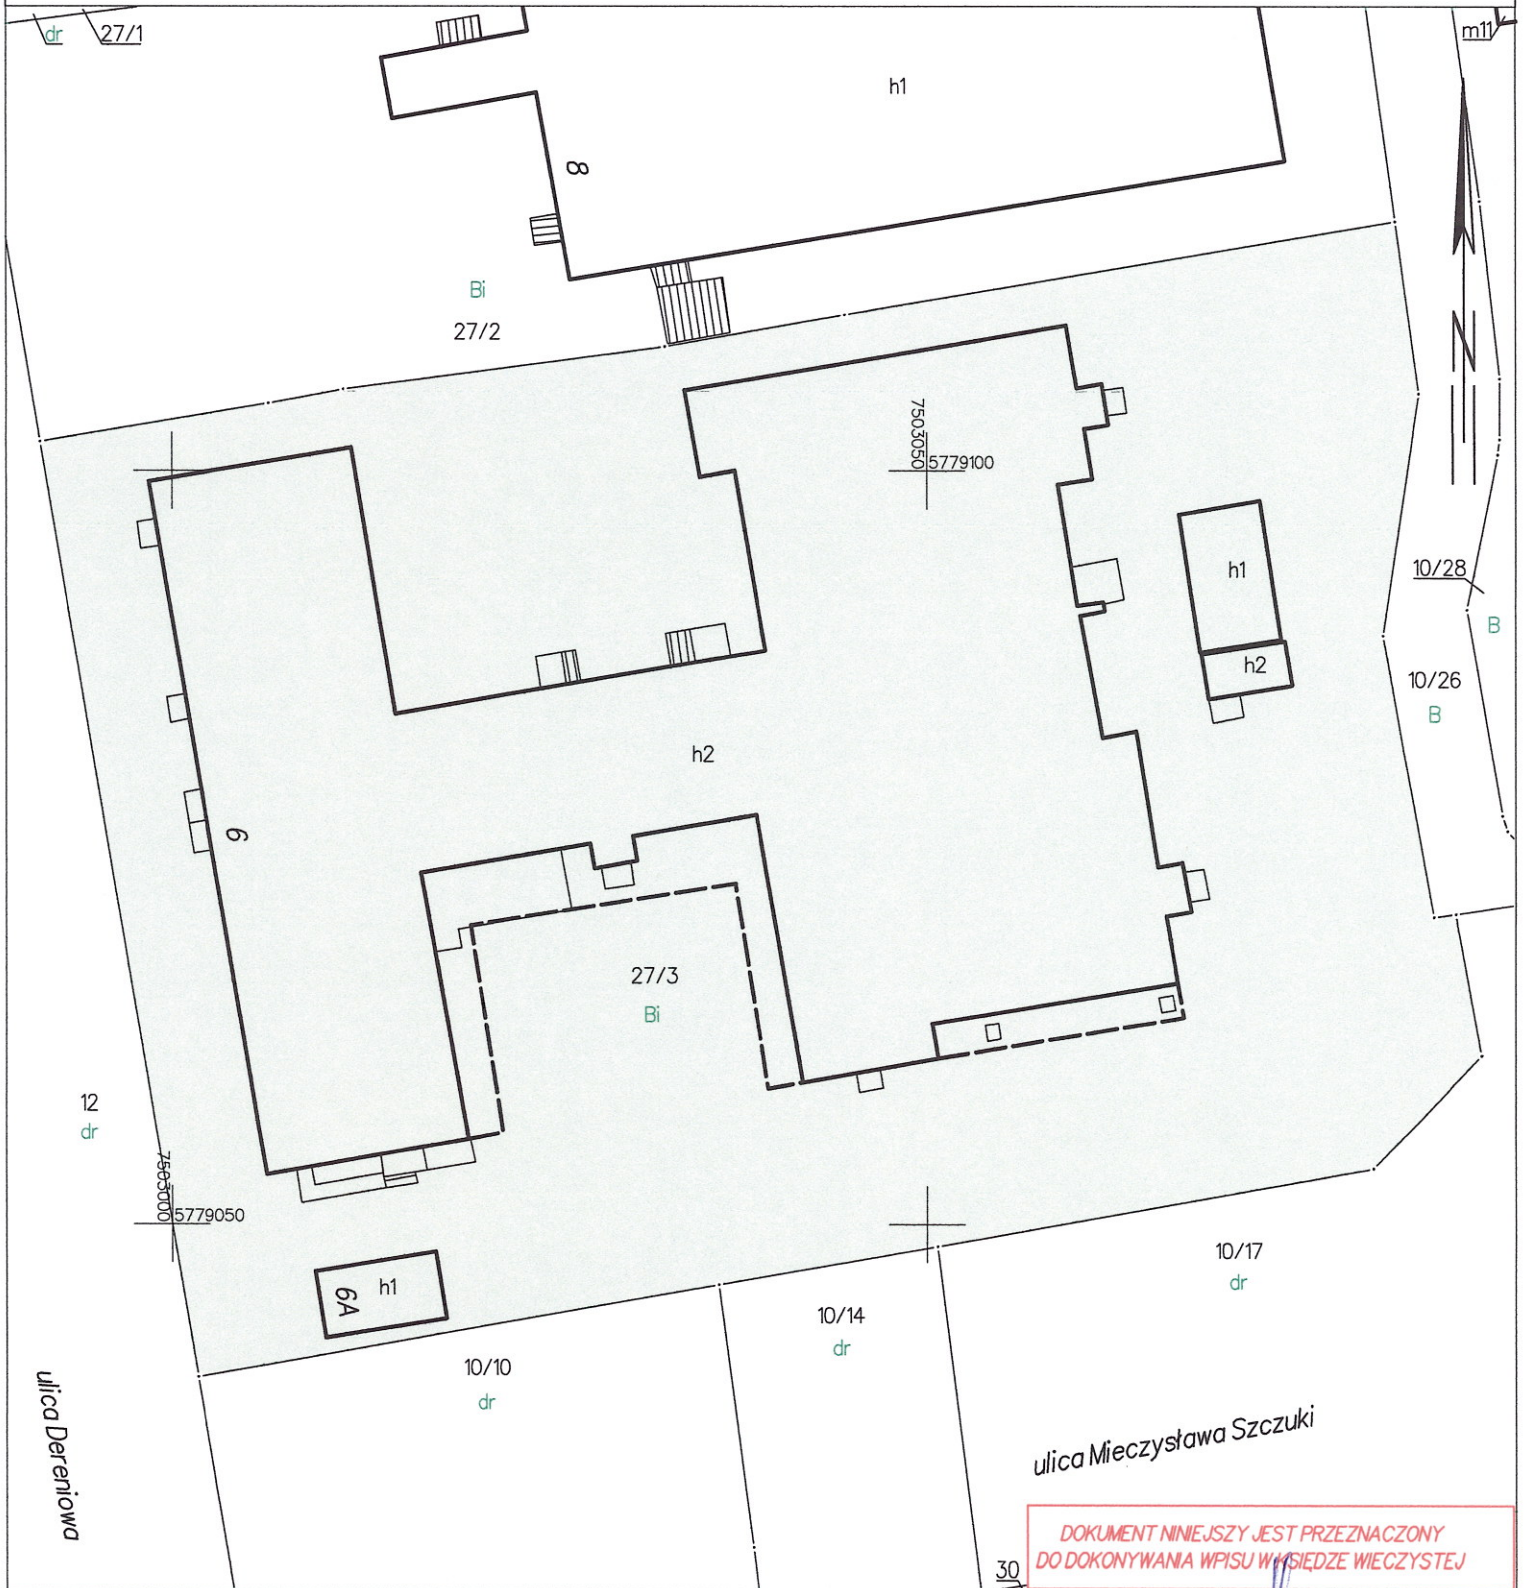 dr
27/1
m11
h1
8
Bi
27/2
N
7503050
5779100
h1
10/28
B
h2
10/26
B
h2
6
27/3
Bi
12
dr
7503000
5779050
10/17
dr
6A
h1
10/14
dr
10/10
dr
ulica Dereniowa
ulica Mieczysława Szczuki
DOKUMENT NINIEJSZY JEST PRZEZNACZONY
DO DOKONYWANIA WPISU W KSIĘDZE WIECZYSTEJ
30